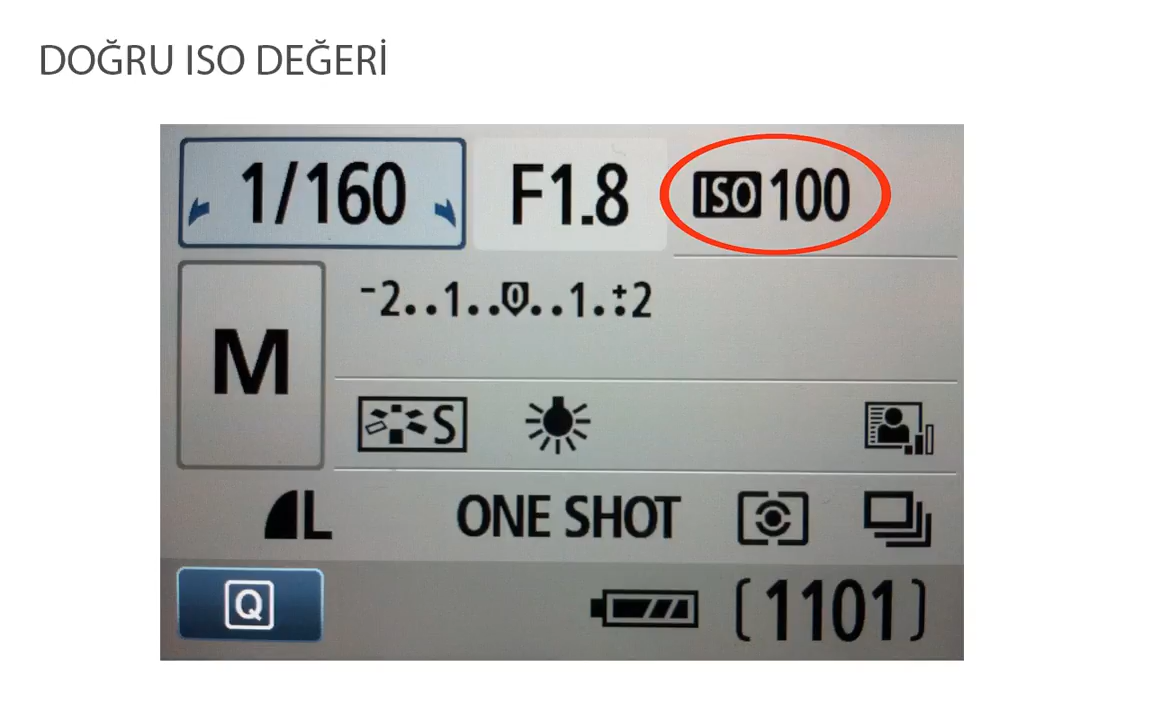 DOĞRU ISO DEĞERİ
1/160 F1.8 ISO 100
M
-2..1..0..1.:+2
S
L ONE SHOT
Q [1101]